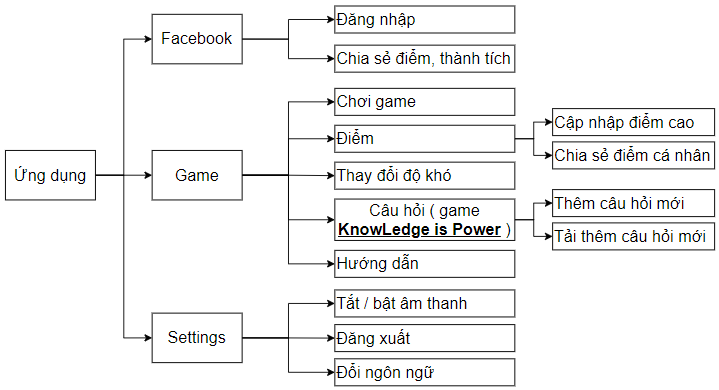 Ứng dụng
Facebook
Đăng nhập
Chia sẻ điểm, thành tích
Game
Chơi game
Điểm
Cập nhập điểm cao
Chia sẻ điểm cá nhân
Thay đổi độ khó
Câu hỏi ( game
KnowLedge is Power )
Thêm câu hỏi mới
Tải thêm câu hỏi mới
Hướng dẫn
Settings
Tắt / bật âm thanh
Đăng xuất
Đổi ngôn ngữ